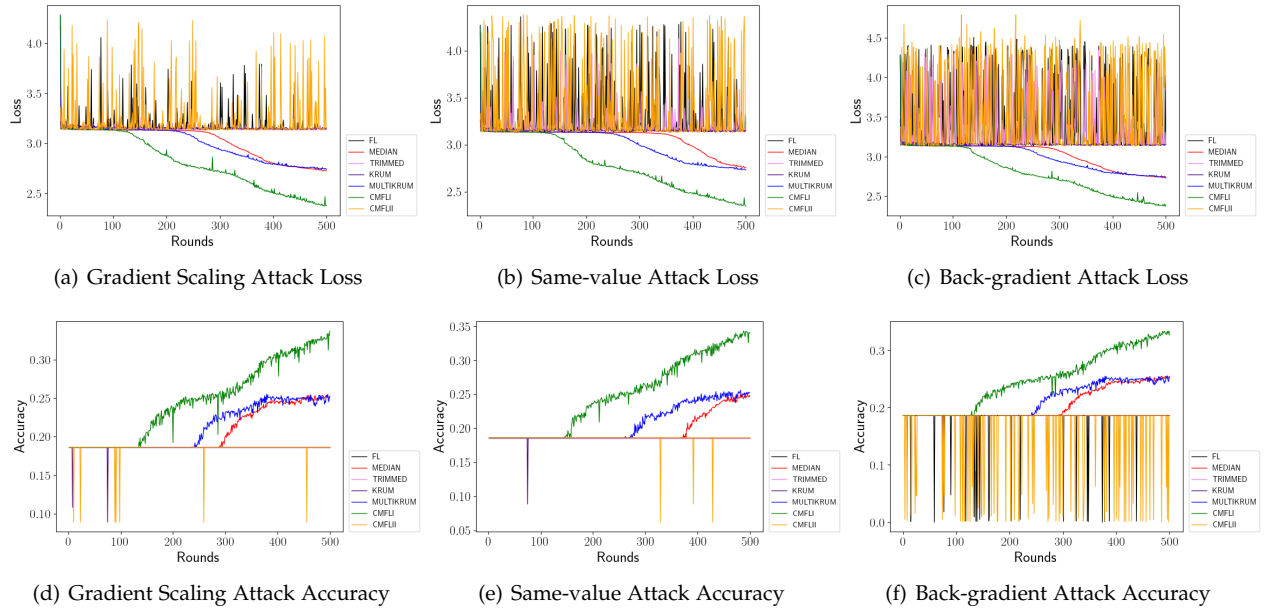 4.0
3.5
3.0
2.5
Loss
0 100 200 300 400 500
Rounds
FL
MEDIAN
TRIMMED
KRUM
MULTIKRUM
CMFLI
CMFLII
(a) Gradient Scaling Attack Loss
4.0
3.5
3.0
2.5
Loss
0 100 200 300 400 500
Rounds
FL
MEDIAN
TRIMMED
KRUM
MULTIKRUM
CMFLI
CMFLII
(b) Same-value Attack Loss
4.5
4.0
3.5
3.0
2.5
Loss
0 100 200 300 400 500
Rounds
FL
MEDIAN
TRIMMED
KRUM
MULTIKRUM
CMFLI
CMFLII
(c) Back-gradient Attack Loss
0.30
0.25
0.20
0.15
0.10
Accuracy
0 100 200 300 400 500
Rounds
FL
MEDIAN
TRIMMED
KRUM
MULTIKRUM
CMFLI
CMFLII
(d) Gradient Scaling Attack Accuracy
0.35
0.30
0.25
0.20
0.15
0.10
0.05
Accuracy
0 100 200 300 400 500
Rounds
FL
MEDIAN
TRIMMED
KRUM
MULTIKRUM
CMFLI
CMFLII
(e) Same-value Attack Accuracy
0.3
0.2
0.1
0.0
Accuracy
0 100 200 300 400 500
Rounds
FL
MEDIAN
TRIMMED
KRUM
MULTIKRUM
CMFLI
CMFLII
(f) Back-gradient Attack Accuracy